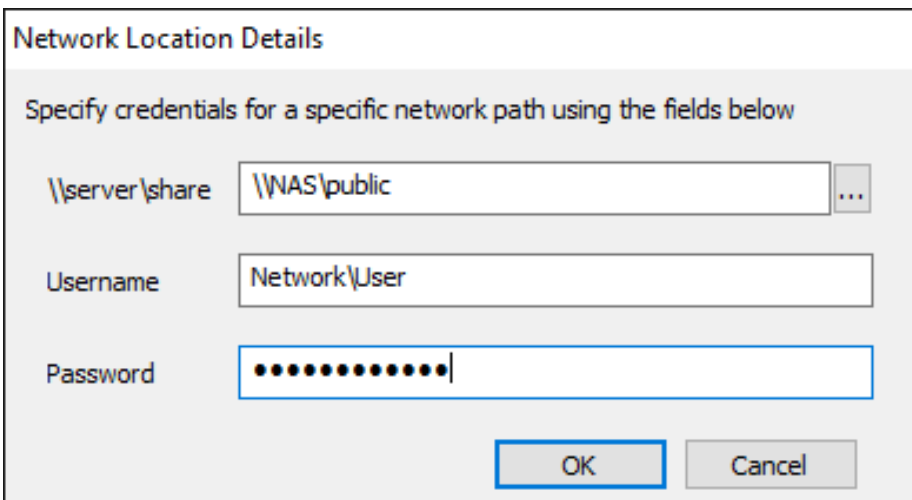 Network Location Details
Specify credentials for a specific network path using the fields below
\\server\share \\NAS\public ...
Username Network\User
Password ●●●●●●●●●●●●
OK Cancel